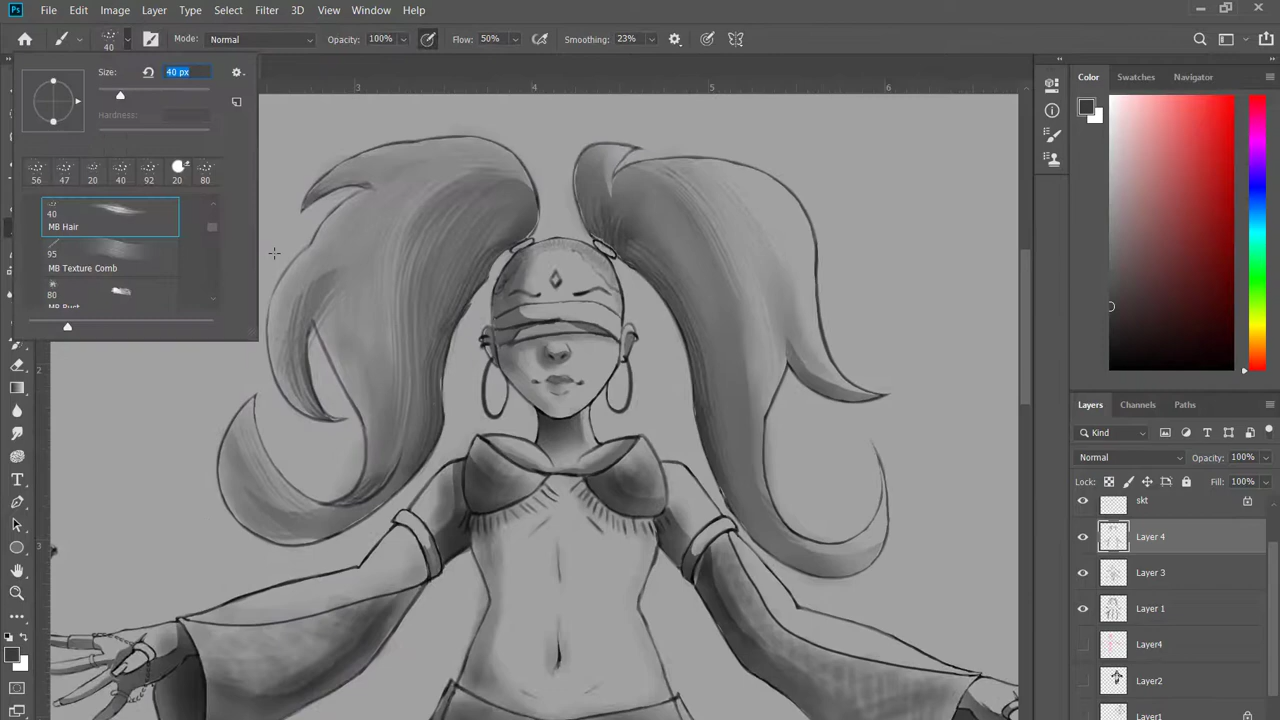 Ps File Edit Image Layer Type Select Filter 3D View Window Help
40 Mode: Normal Opacity: 100% Flow: 50% Smoothing: 23%
Size: 40 px
Hardness:
56 47 20 40 92 20 80
40
MB Hair
95
MB Texture Comb
80
3 4 5 6
2
3
Color Swatches Navigator
Layers Channels Paths
Kind
Normal Opacity: 100%
Lock: Fill: 100%
skt
Layer 4
Layer 3
Layer 1
Layer4
Layer2
Layer1